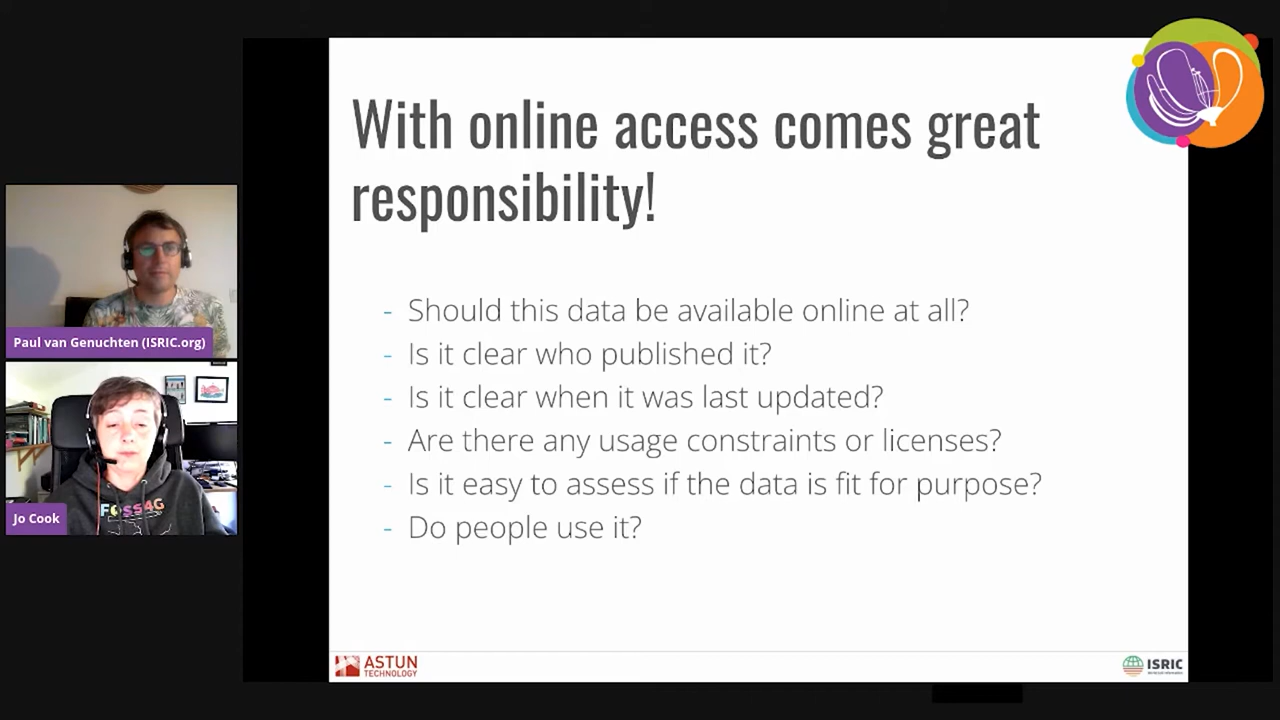 With online access comes great
responsibility!
- Should this data be available online at all?
- Is it clear who published it?
- Is it clear when it was last updated?
- Are there any usage constraints or licenses?
- Is it easy to assess if the data is fit for purpose?
- Do people use it?
Paul van Genuchten (ISRIC.org)
FOSS4G
Jo Cook
ASTUN
TECHNOLOGY
ISRIC